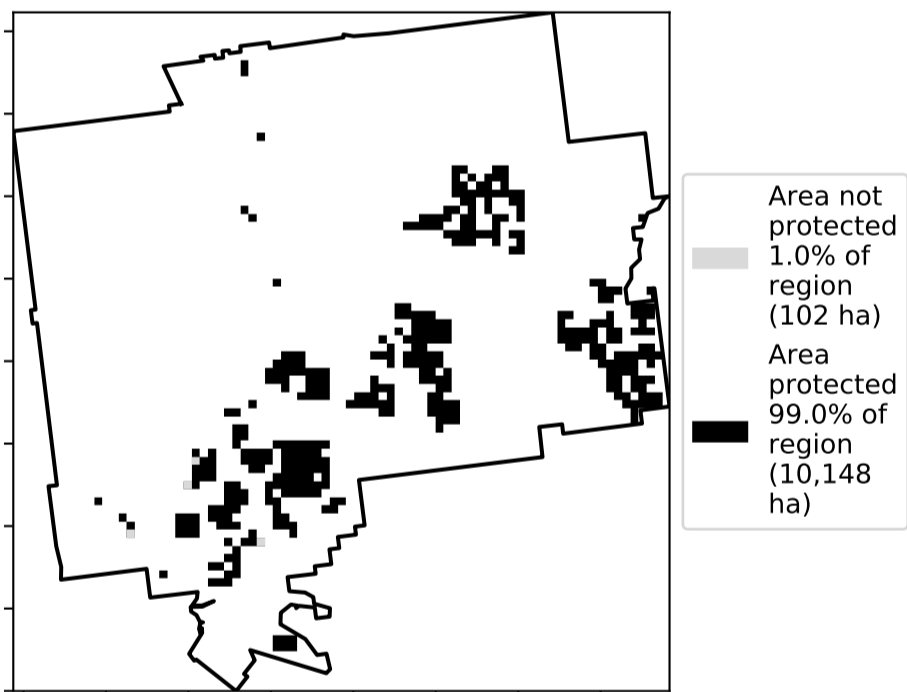 Area not
protected
1.0% of
region
(102 ha)
Area
protected
99.0% of
region
(10,148
ha)